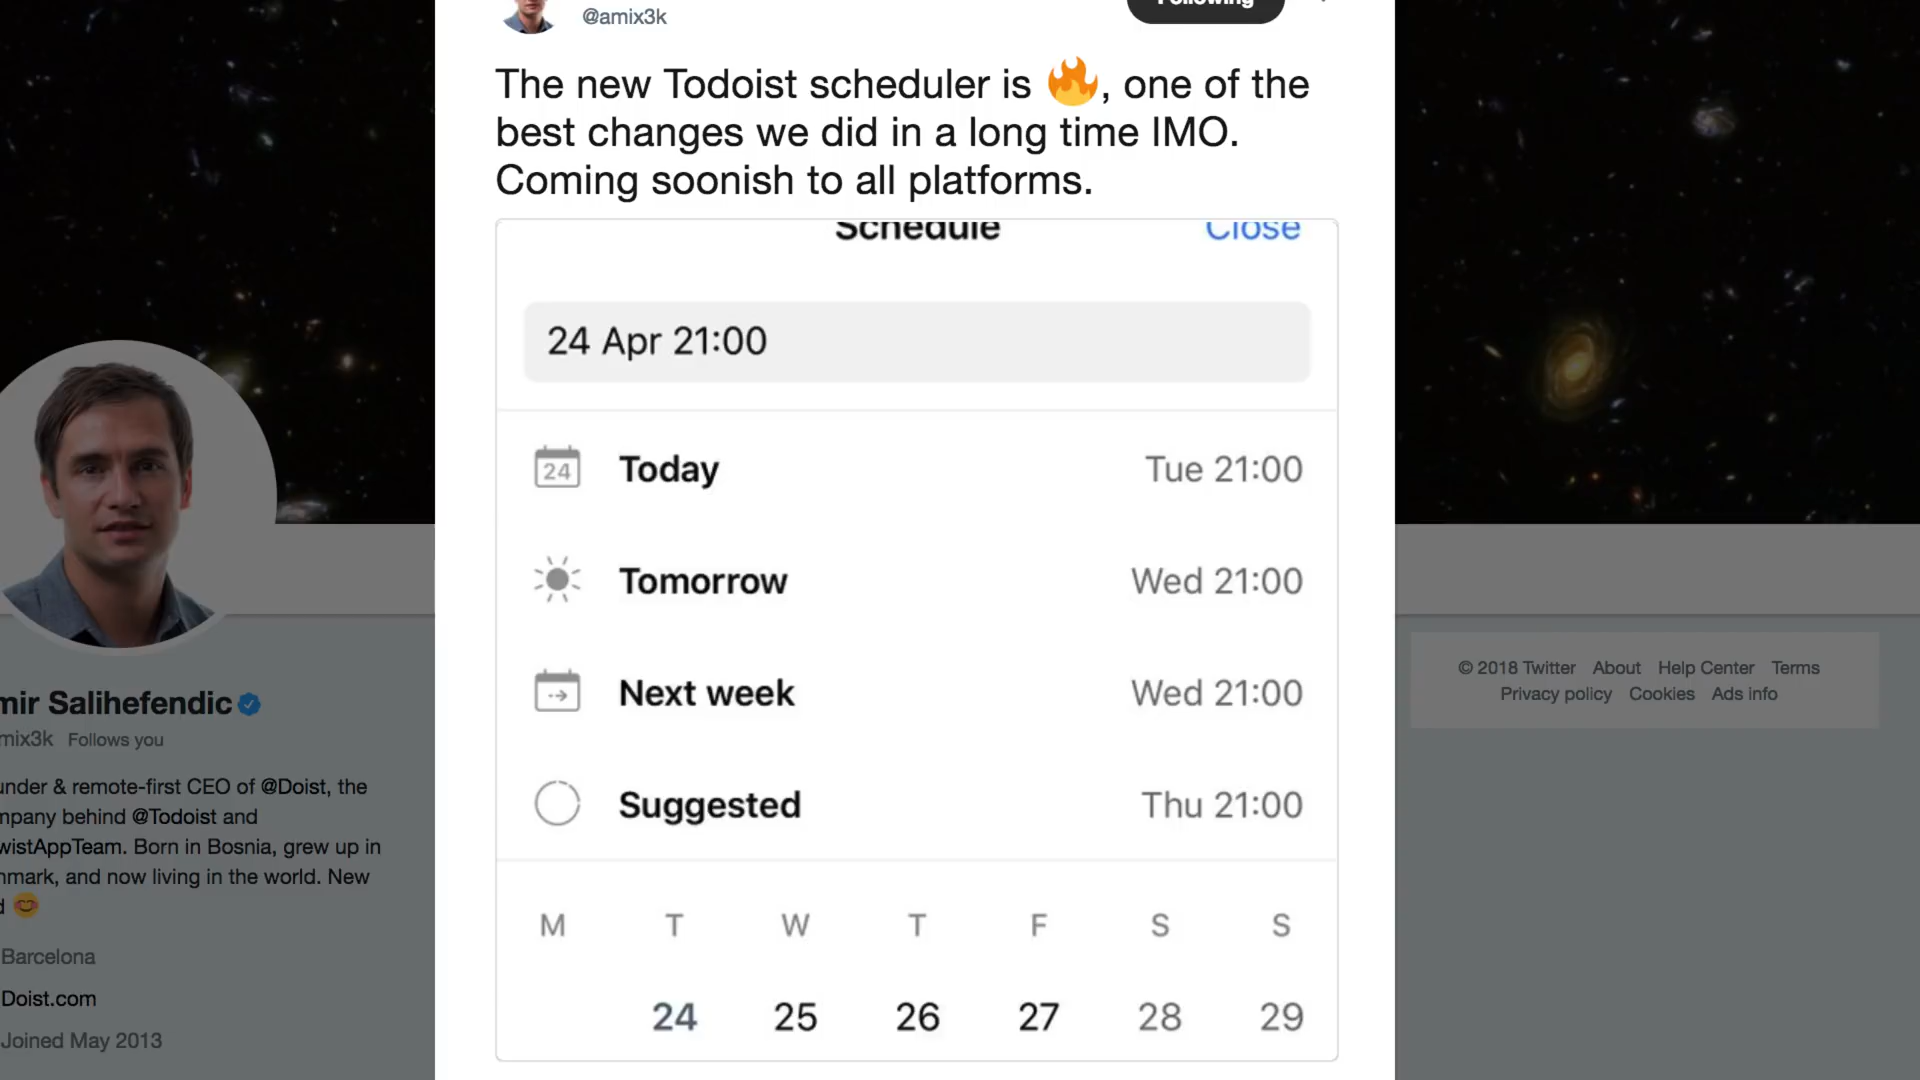 @amix3k
Following
The new Todoist scheduler is 🔥, one of the
best changes we did in a long time IMO.
Coming soonish to all platforms.
Schedule Close
24 Apr 21:00
24 Today Tue 21:00
Tomorrow Wed 21:00
Next week Wed 21:00
Suggested Thu 21:00
M T W T F S S
24 25 26 27 28 29
mir Salihefendic
mix3k Follows you
under & remote-first CEO of @Doist, the
mpany behind @Todoist and
wistAppTeam. Born in Bosnia, grew up in
nmark, and now living in the world. New
d 😊
Barcelona
Doist.com
Joined May 2013
© 2018 Twitter About Help Center Terms
Privacy policy Cookies Ads info